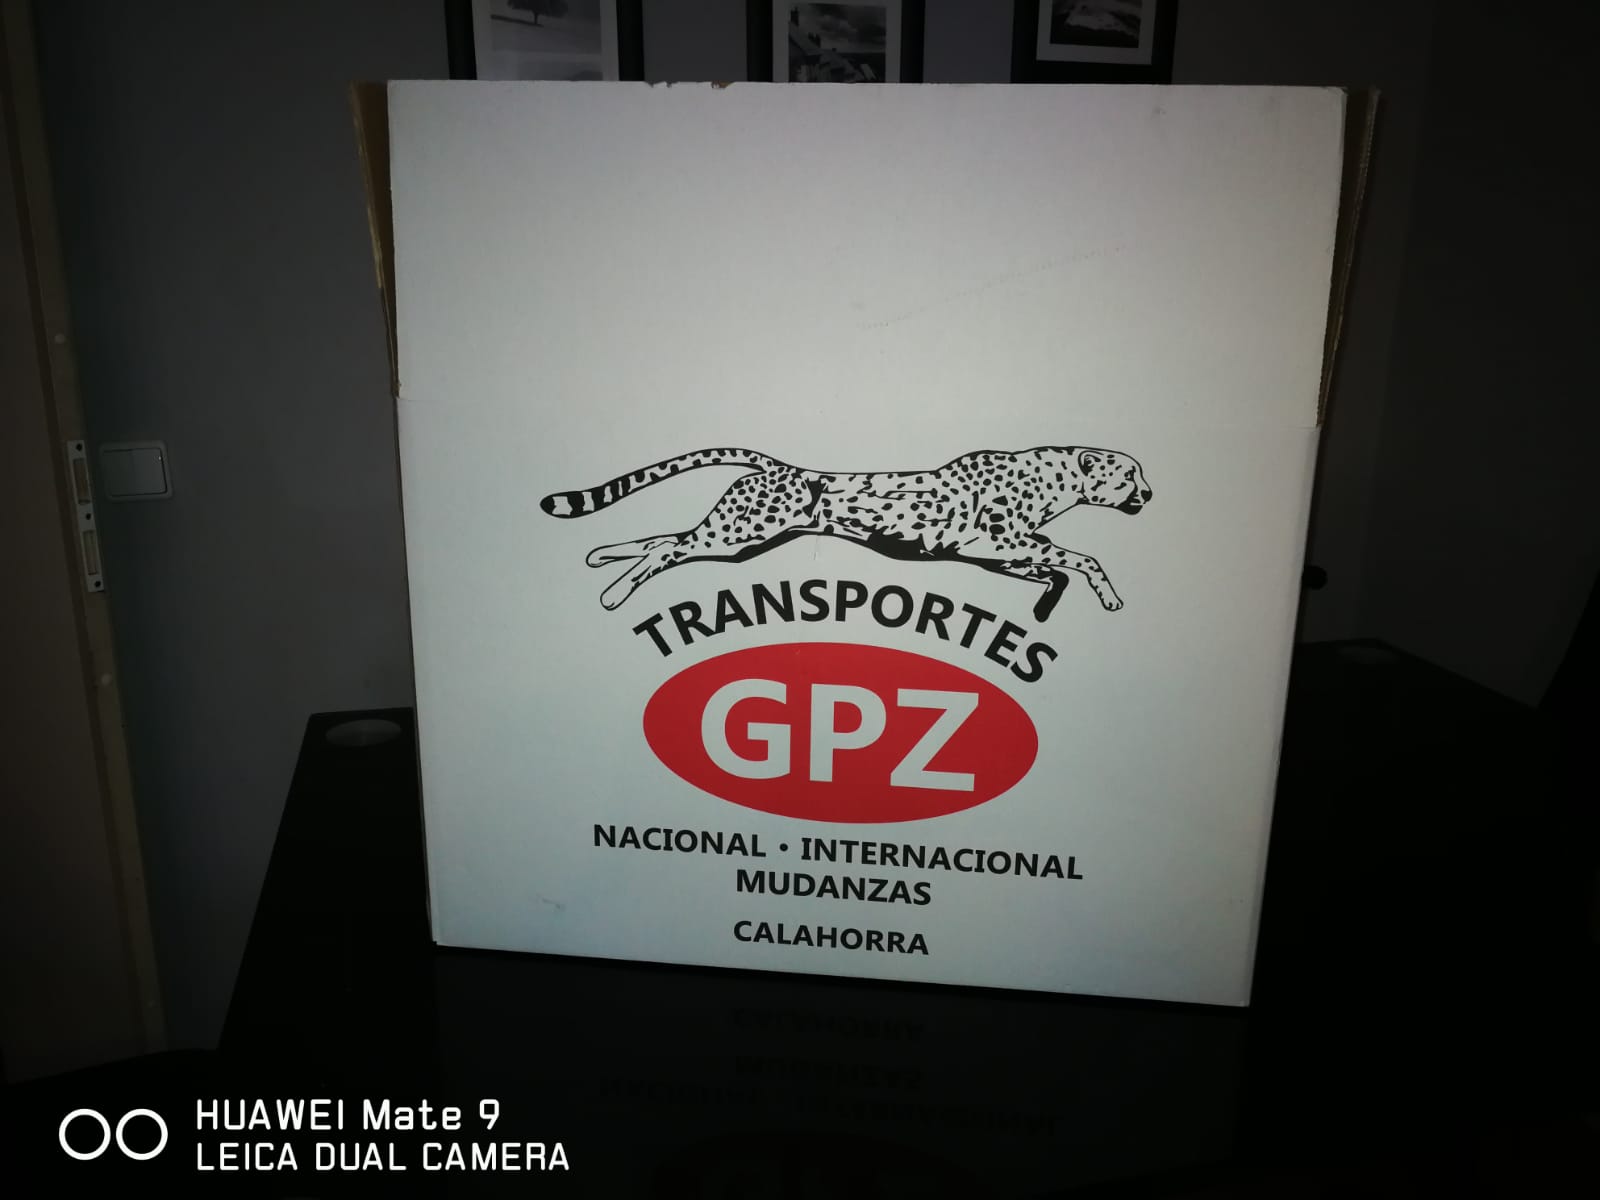 TRANSPORTES
GPZ
NACIONAL • INTERNACIONAL
MUDANZAS
CALAHORRA
HUAWEI Mate 9
LEICA DUAL CAMERA